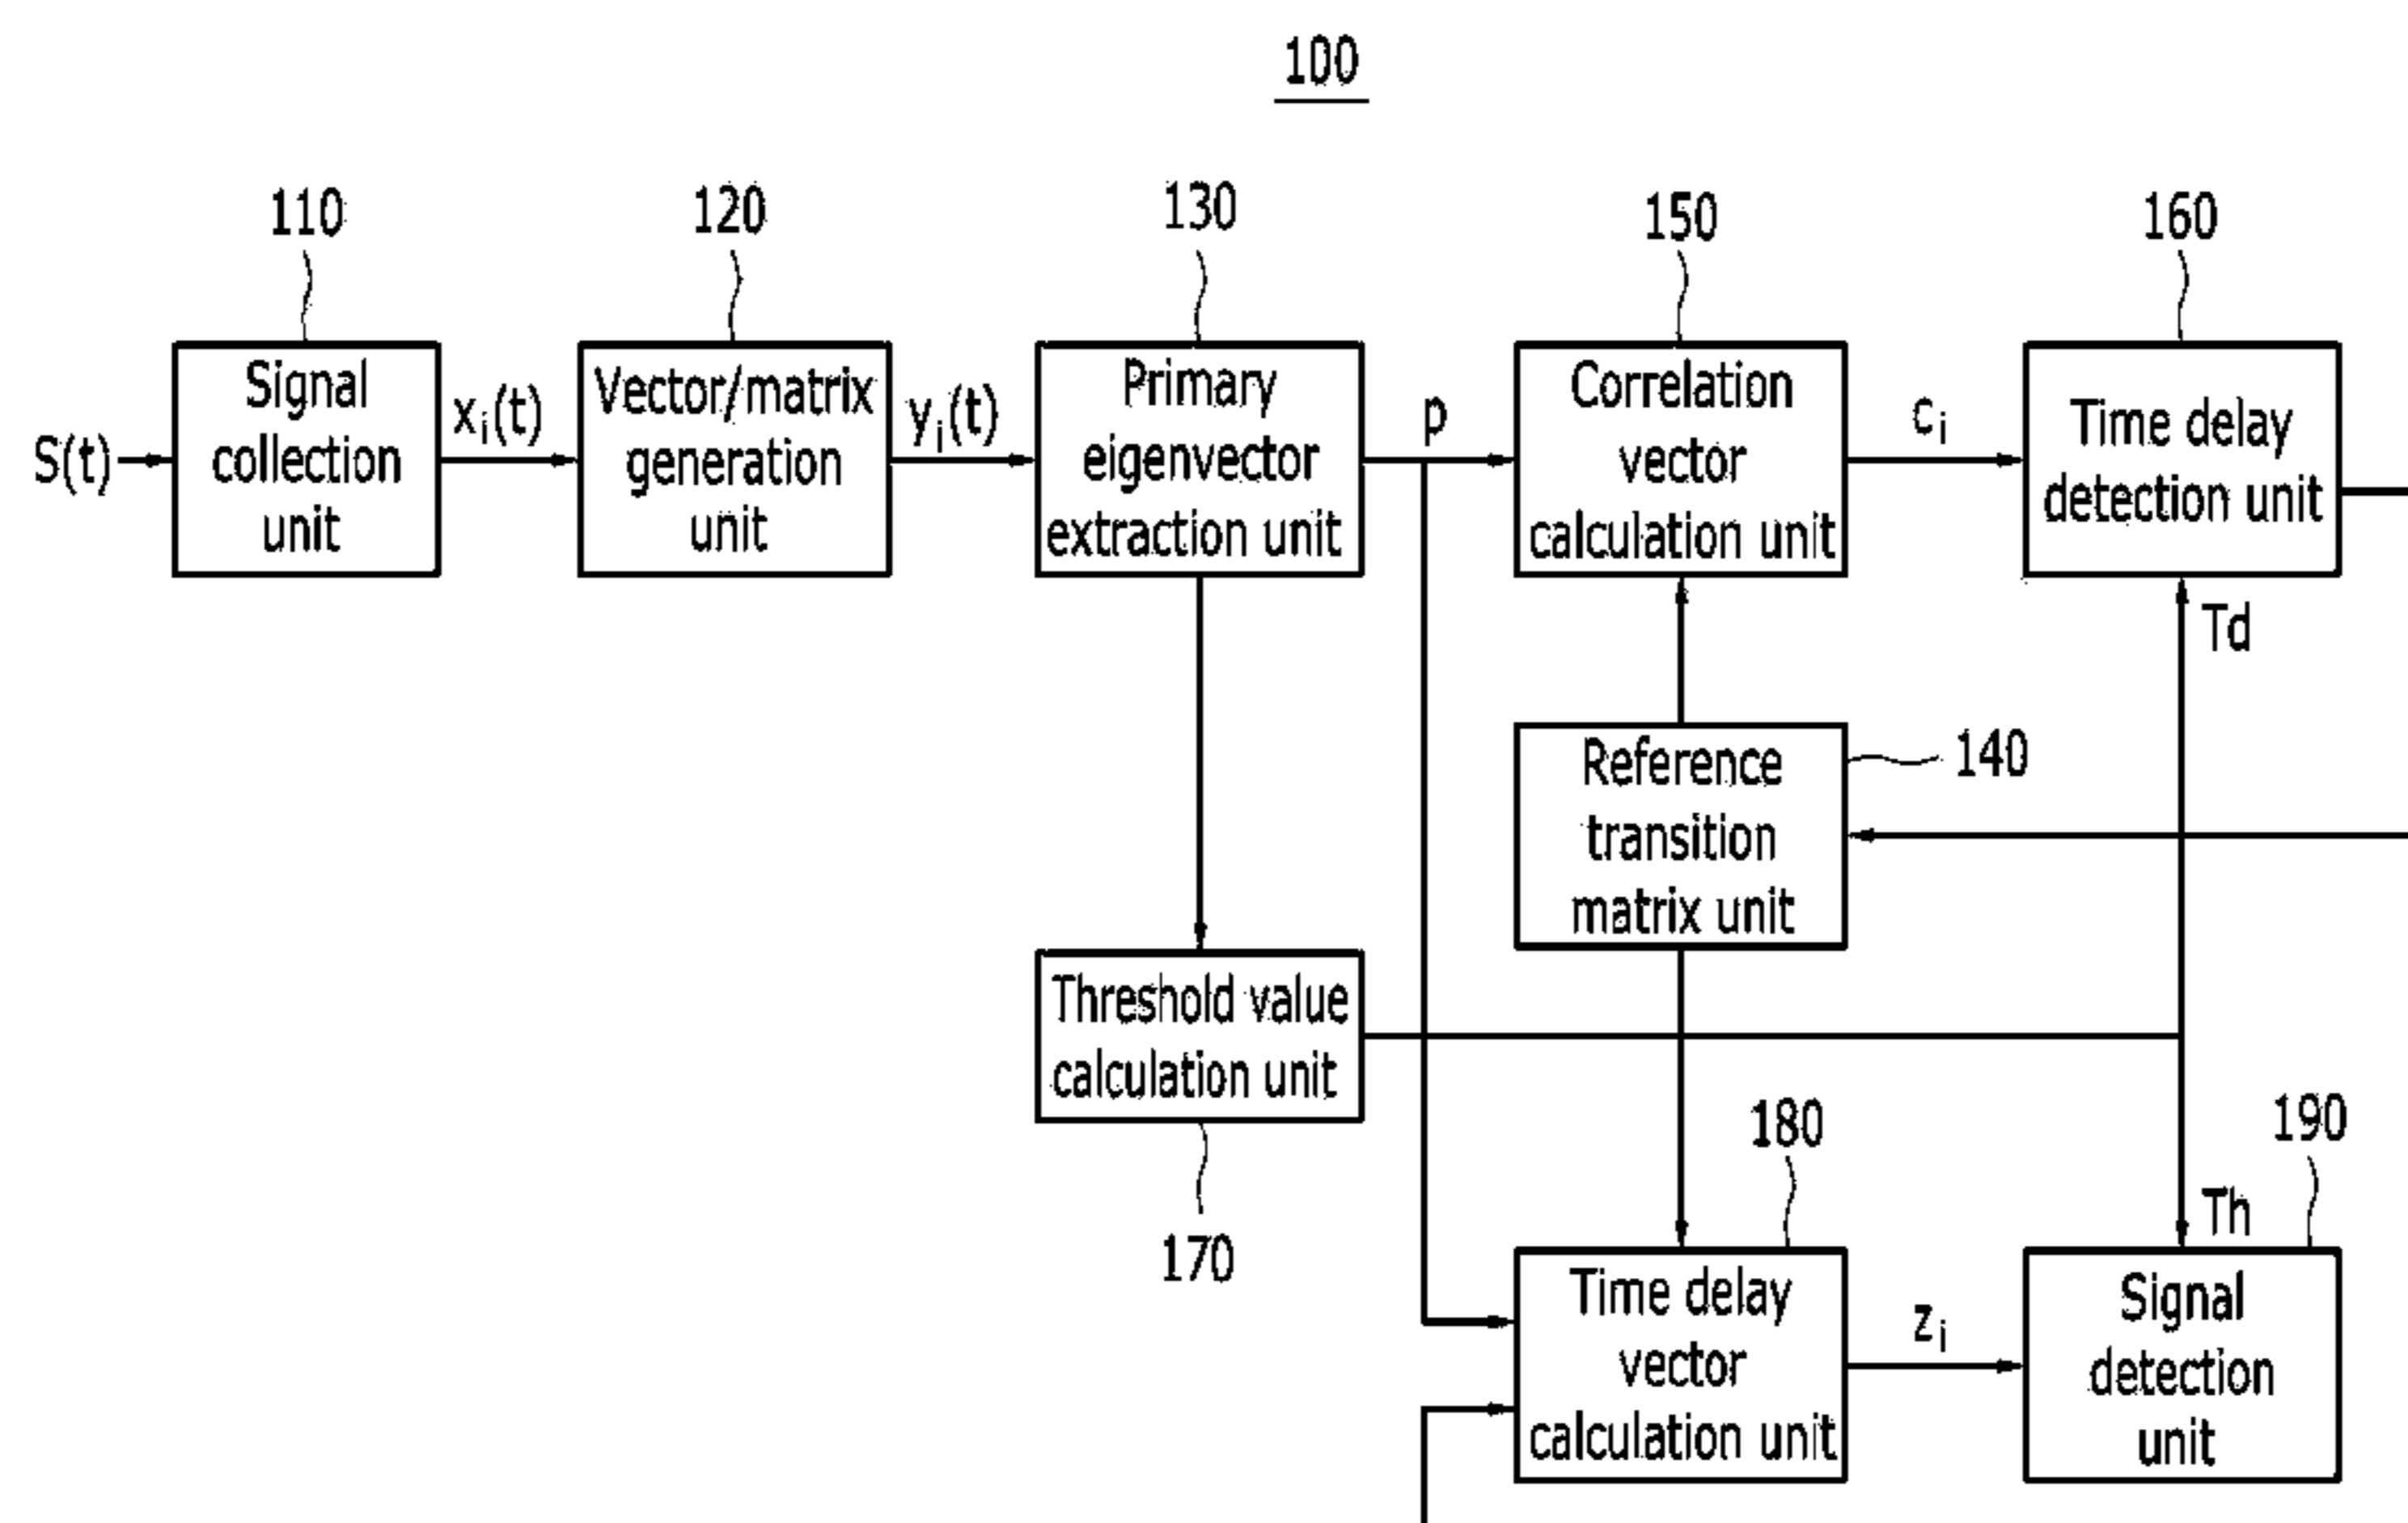 100
110
120
130
150
160
S(t)
Signal
collection
unit
xi(t)
Vector/matrix
generation
unit
yi(t)
Primary
eigenvector
extraction unit
p
Correlation
vector
calculation unit
ci
Time delay
detection unit
Td
Reference
transition
matrix unit
140
Threshold value
calculation unit
170
180
190
Th
Time delay
vector
calculation unit
zi
Signal
detection
unit